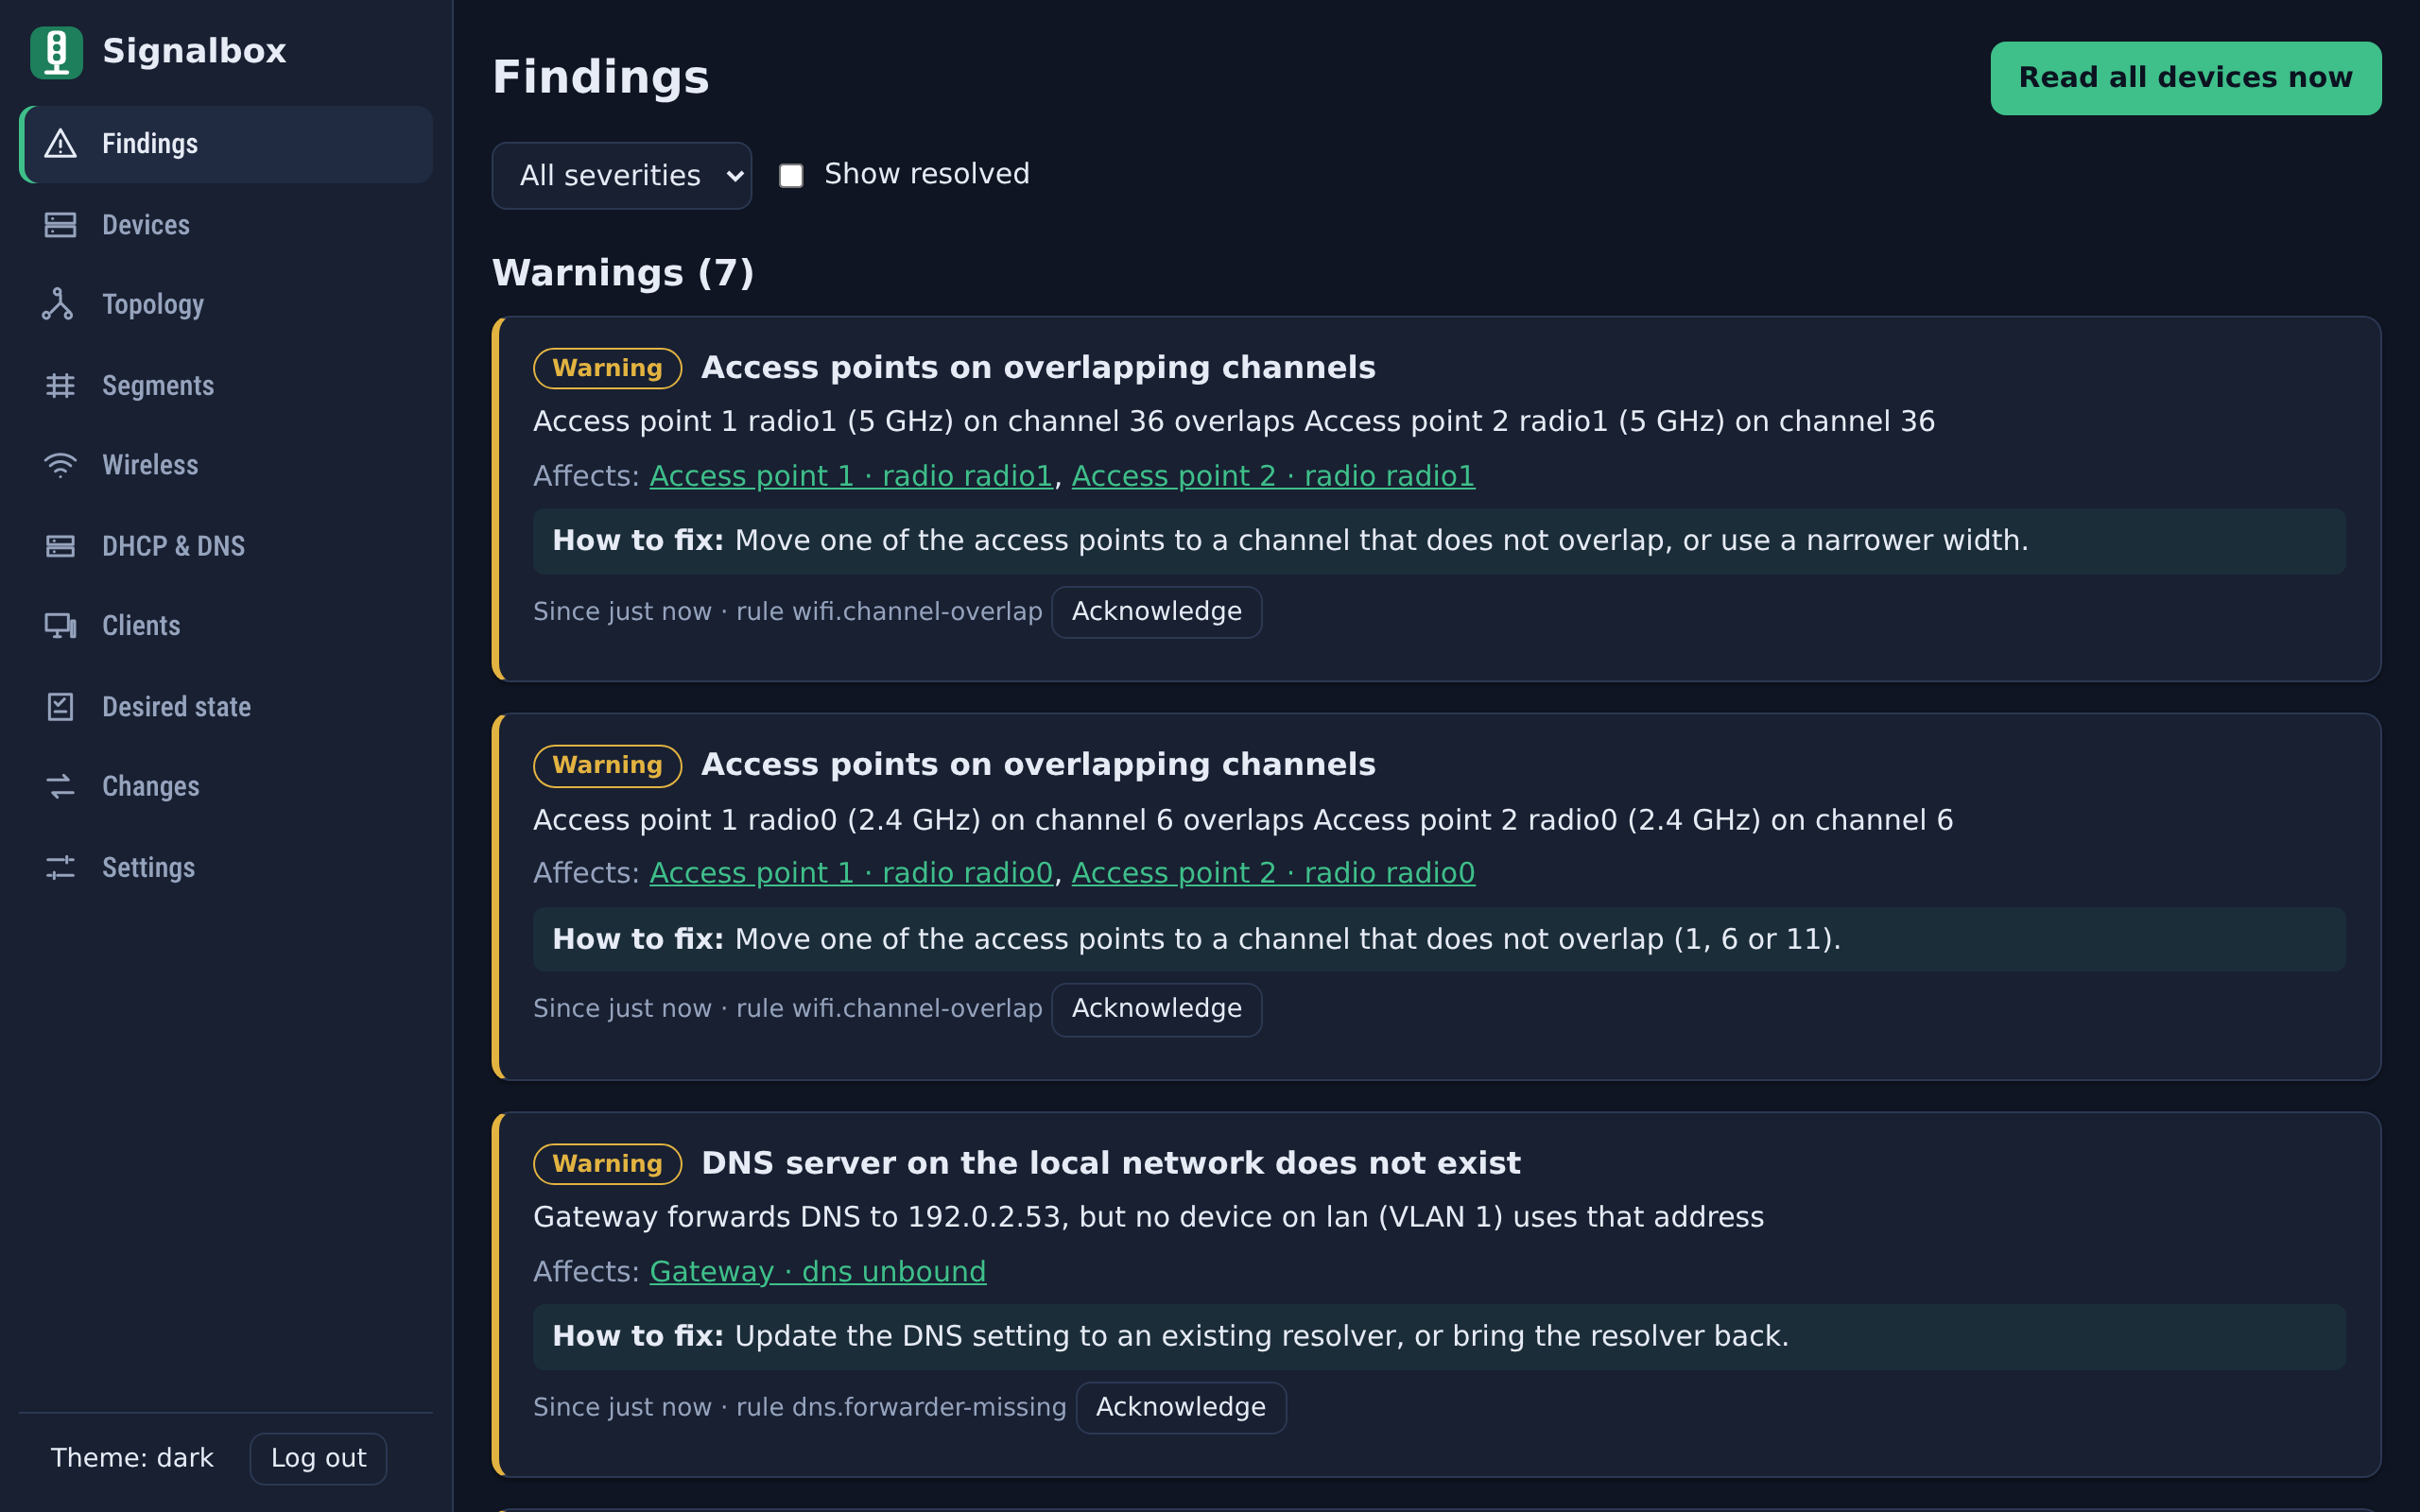 Signalbox
Findings
Devices
Topology
Segments
Wireless
DHCP & DNS
Clients
Desired state
Changes
Settings
Theme: dark
Log out
Findings
Read all devices now
All severities
Show resolved
Warnings (7)
Warning Access points on overlapping channels
Access point 1 radio1 (5 GHz) on channel 36 overlaps Access point 2 radio1 (5 GHz) on channel 36
Affects: Access point 1 · radio radio1, Access point 2 · radio radio1
How to fix: Move one of the access points to a channel that does not overlap, or use a narrower width.
Since just now · rule wifi.channel-overlap Acknowledge
Warning Access points on overlapping channels
Access point 1 radio0 (2.4 GHz) on channel 6 overlaps Access point 2 radio0 (2.4 GHz) on channel 6
Affects: Access point 1 · radio radio0, Access point 2 · radio radio0
How to fix: Move one of the access points to a channel that does not overlap (1, 6 or 11).
Since just now · rule wifi.channel-overlap Acknowledge
Warning DNS server on the local network does not exist
Gateway forwards DNS to 192.0.2.53, but no device on lan (VLAN 1) uses that address
Affects: Gateway · dns unbound
How to fix: Update the DNS setting to an existing resolver, or bring the resolver back.
Since just now · rule dns.forwarder-missing Acknowledge